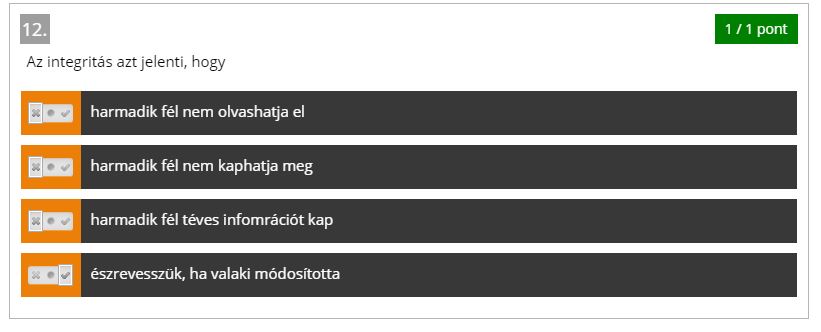 12.
1 / 1 pont
Az integritás azt jelenti, hogy
harmadik fél nem olvashatja el
harmadik fél nem kaphatja meg
harmadik fél téves infomrációt kap
észrevesszük, ha valaki módosította